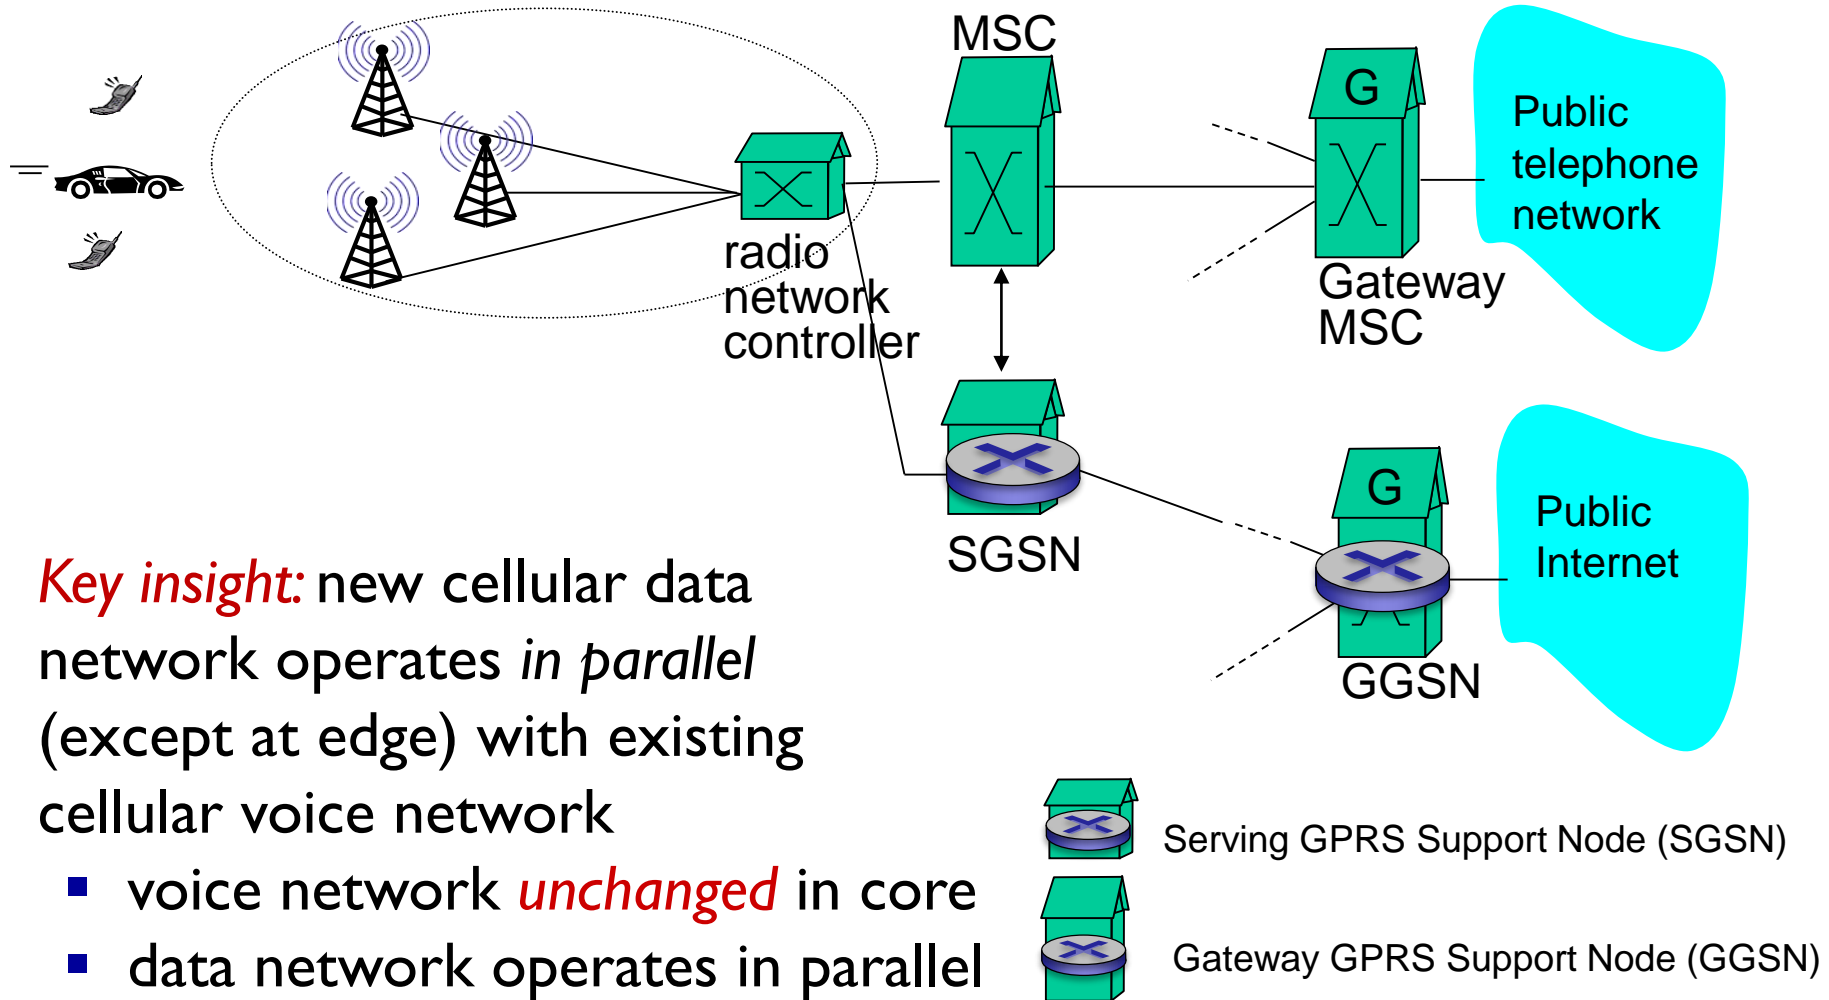 MSC
G
Public
telephone
network
radio
network
controller
Gateway
MSC
SGSN
G
Public
Internet
GGSN
Key insight: new cellular data
network operates in parallel
(except at edge) with existing
cellular voice network
▪ voice network unchanged in core
▪ data network operates in parallel
Serving GPRS Support Node (SGSN)
Gateway GPRS Support Node (GGSN)